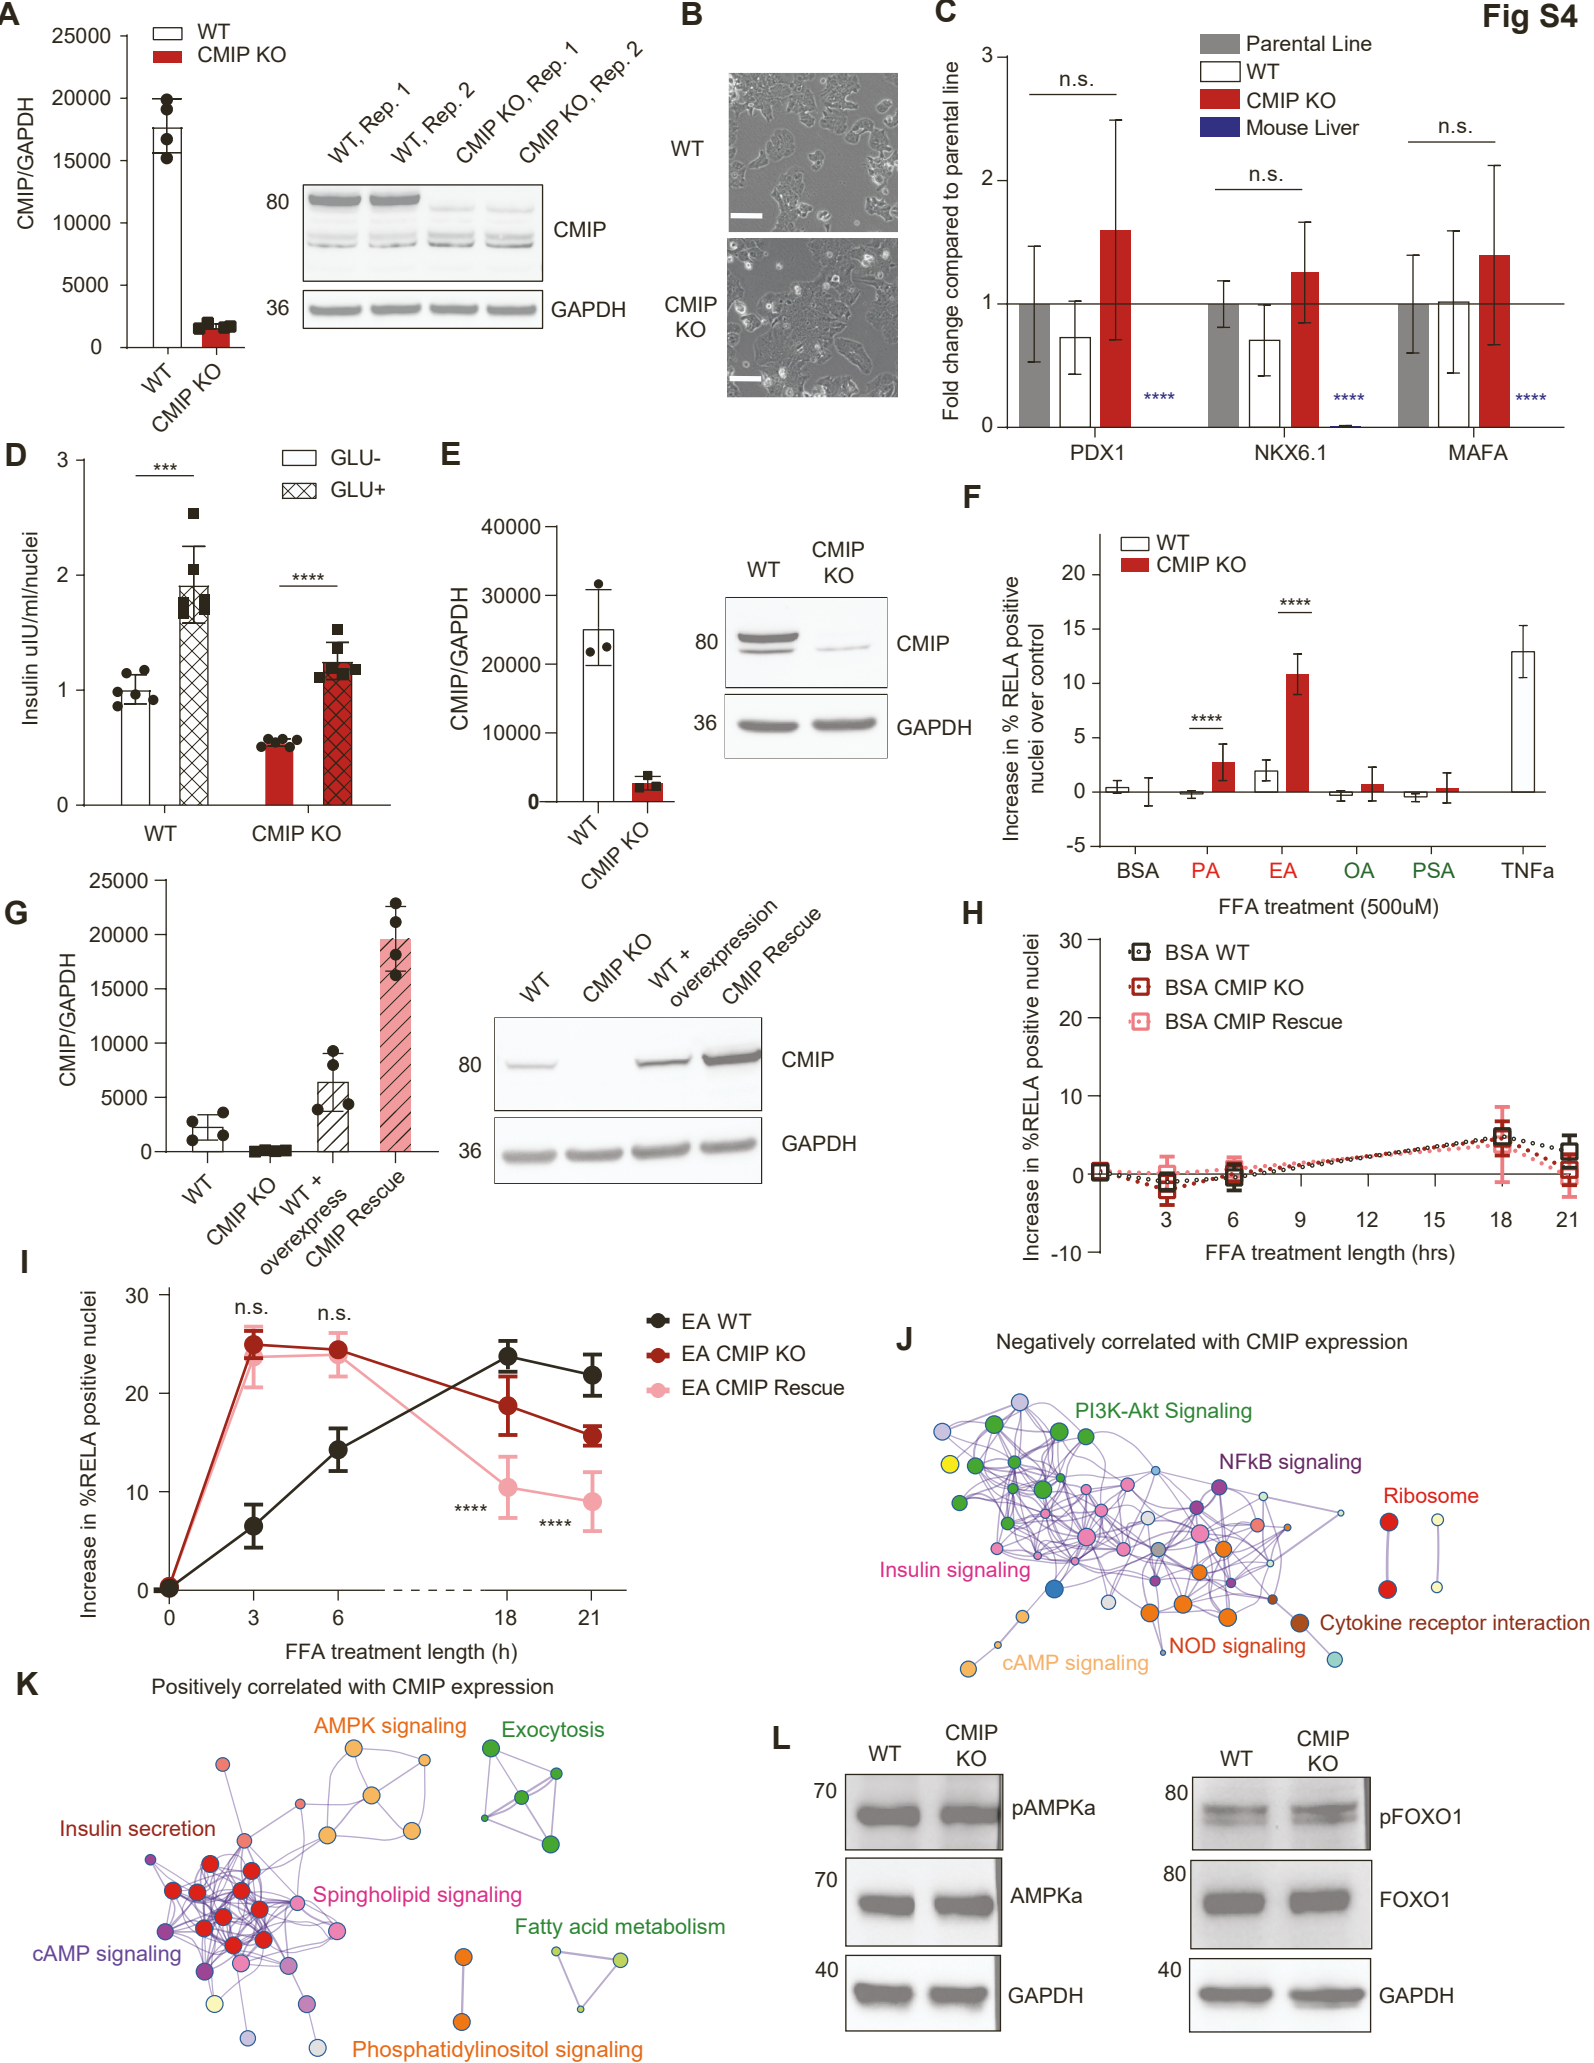 Fig S4
A
25000
20000
15000
10000
5000
0
CMIP/GAPDH
WT
CMIP KO
WT
CMIP KO
WT, Rep. 1
WT, Rep. 2
CMIP KO, Rep. 1
CMIP KO, Rep. 2
80
CMIP
36
GAPDH
B
WT
CMIP
KO
C
Parental Line
WT
CMIP KO
Mouse Liver
Fold change compared to parental line
3
2
1
0
n.s.
n.s.
n.s.
****
****
****
PDX1
NKX6.1
MAFA
D
Insulin uIU/ml/nuclei
3
2
1
0
***
****
GLU-
GLU+
WT
CMIP KO
E
CMIP/GAPDH
40000
30000
20000
10000
0
WT
CMIP KO
WT
CMIP
KO
80
CMIP
36
GAPDH
F
WT
CMIP KO
Increase in % RELA positive
nuclei over control
20
15
10
5
0
-5
****
****
BSA
PA
EA
OA
PSA
TNFa
FFA treatment (500uM)
G
CMIP/GAPDH
25000
20000
15000
10000
5000
0
WT
CMIP KO
WT +
overexpress
CMIP Rescue
WT
CMIP KO
WT +
overexpression
CMIP Rescue
80
CMIP
36
GAPDH
H
Increase in %RELA positive nuclei
30
20
10
0
-10
BSA WT
BSA CMIP KO
BSA CMIP Rescue
3
6
9
12
15
18
21
FFA treatment length (hrs)
I
Increase in %RELA positive nuclei
30
20
10
0
n.s.
n.s.
****
****
EA WT
EA CMIP KO
EA CMIP Rescue
0
3
6
18
21
FFA treatment length (h)
J
Negatively correlated with CMIP expression
PI3K-Akt Signaling
NFkB signaling
Ribosome
Insulin signaling
Cytokine receptor interaction
NOD signaling
cAMP signaling
K
Positively correlated with CMIP expression
AMPK signaling
Exocytosis
Insulin secretion
Spingholipid signaling
Fatty acid metabolism
cAMP signaling
Phosphatidylinositol signaling
L
WT
CMIP
KO
70
pAMPKa
70
AMPKa
40
GAPDH
WT
CMIP
KO
80
pFOXO1
80
FOXO1
40
GAPDH